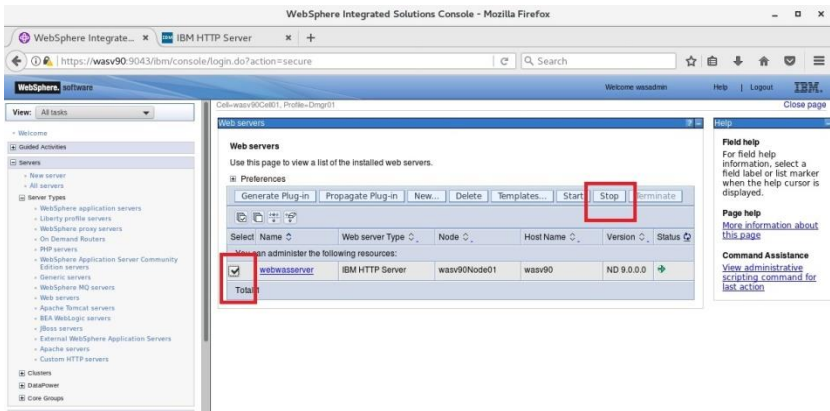 WebSphere Integrated Solutions Console - Mozilla Firefox
WebSphere Integrate... IBM HTTP Server
https://wasv90:9043/ibm/console/login.do?action=secure Search
WebSphere. software Welcome wasadmin Help | Logout IBM.
View: All tasks
Cell=wasv90Cell01, Profile=Dmgr01 Close page
Welcome
Guided Activities
Servers
New server
All servers
Server Types
WebSphere application servers
Liberty profile servers
WebSphere proxy servers
On Demand Routers
PHP servers
WebSphere Application Server Community
Edition servers
Generic servers
WebSphere MQ servers
Web servers
Apache Tomcat servers
BEA WebLogic servers
JBoss servers
External WebSphere Application Servers
Apache servers
Custom HTTP servers
Clusters
DataPower
Core Groups
Web servers
Web servers
Use this page to view a list of the installed web servers.
Preferences
Generate Plug-in Propagate Plug-in New... Delete Templates... Start Stop Terminate
Select Name Web server Type Node Host Name Version Status
You can administer the following resources:
webwasserver IBM HTTP Server wasv90Node01 wasv90 ND 9.0.0.0
Total 1
Help
Field help
For field help
information, select a
field label or list marker
when the help cursor is
displayed.
Page help
More information about
this page
Command Assistance
View administrative
scripting command for
last action